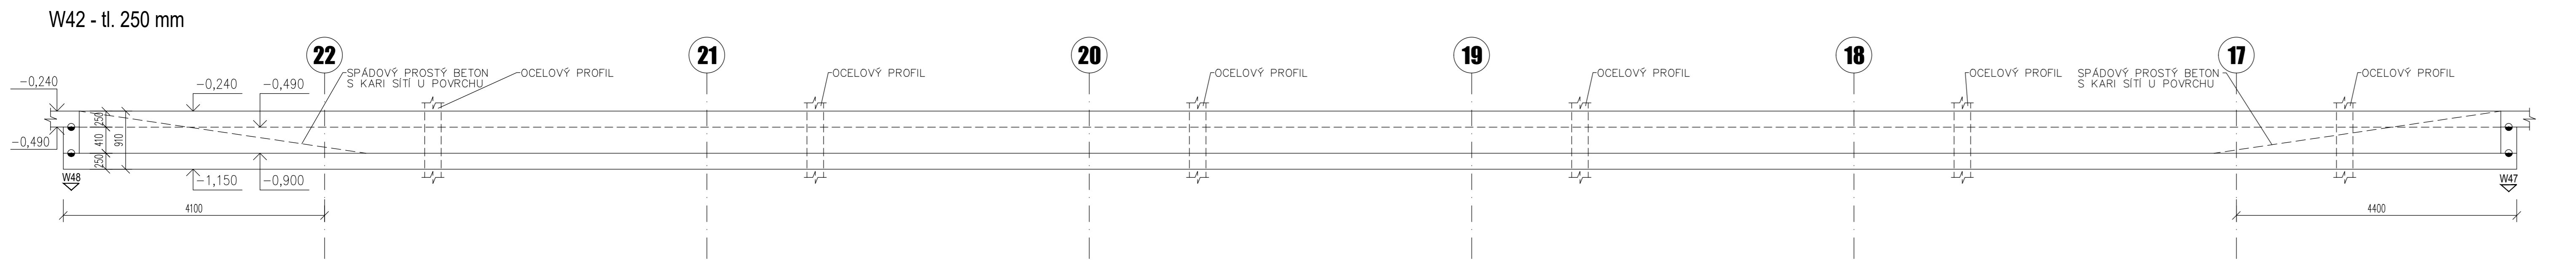 W42 - tl. 250 mm
22
21
20
19
18
17
SPÁDOVÝ PROSTÝ BETON
S KARI SÍTÍ U POVRCHU
OCELOVÝ PROFIL
OCELOVÝ PROFIL
OCELOVÝ PROFIL
OCELOVÝ PROFIL
OCELOVÝ PROFIL
SPÁDOVÝ PROSTÝ BETON
S KARI SÍTÍ U POVRCHU
OCELOVÝ PROFIL
-0,240
-0,240
-0,490
250
410
910
250
-0,490
W48
-1,150
-0,900
W47
4100
4400